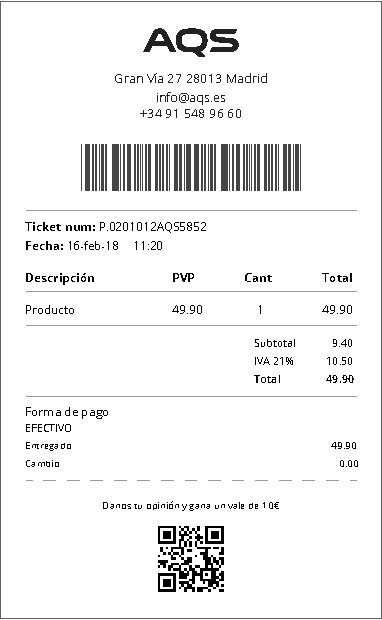 AQS
Gran Vía 27 28013 Madrid
info@aqs.es
+34 91 548 96 60
Ticket num: P.0201012AQS5852
Fecha: 16-feb-18 11:20
Descripción PVP Cant Total
Producto 49.90 1 49.90
Subtotal 9.40
IVA 21% 10.50
Total 49.90
Forma de pago
EFECTIVO
Entregado 49.90
Cambio 0.00
Danos tu opinión y gana un vale de 10€